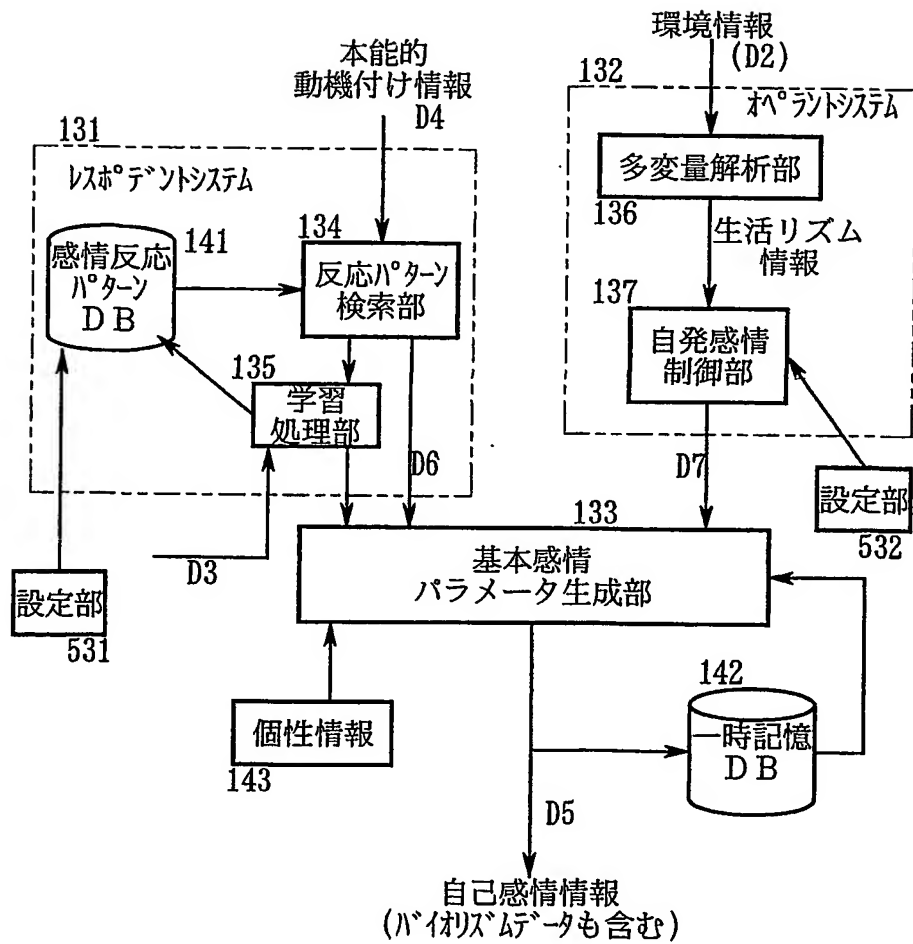 環境情報
(D2)
本能的
動機付け情報
D4
132
オペラントシステム
131
レスポデントシステム
多変量解析部
136
生活リズム
情報
感情反応
パターン
DB
141
134
反応パターン
検索部
137
自発感情
制御部
135
学習
処理部
D6
D7
設定部
532
133
基本感情
パラメータ生成部
D3
設定部
531
142
一時記憶
DB
個性情報
143
D5
自己感情情報
(バイオリズムデータも含む)